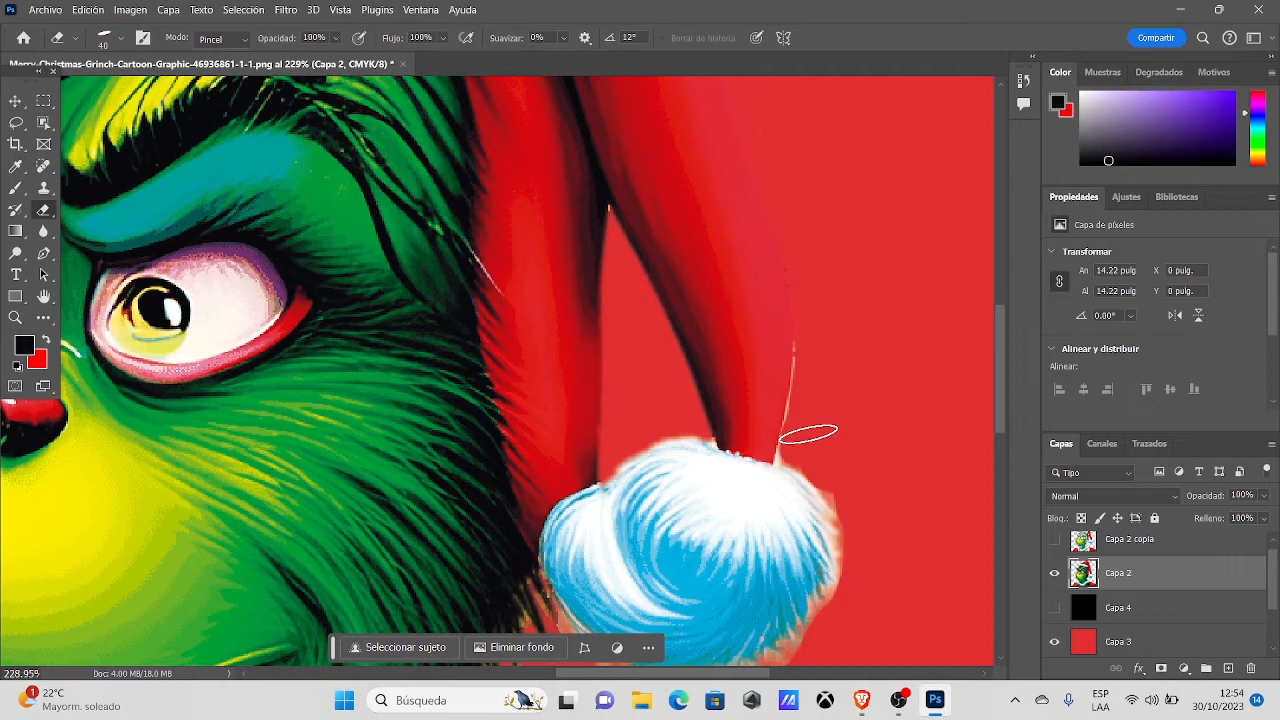 Ps Archivo Edición Imagen Capa Texto Selección Filtro 3D Vista Plugins Ventana Ayuda
40 Modo: Pincel Opacidad: 100% Flujo: 100% Suavizar: 0% 12° Borrar de historia Compartir
Merry-Christmas-Grinch-Cartoon-Graphic-46936861-1-1.png al 229% (Capa 2, CMYK/8) *
Color Muestras Degradados Motivos
Propiedades Ajustes Bibliotecas
Capa de píxeles
Transformar
An 14.22 pulg X 0 pulg.
Al 14.22 pulg Y 0 pulg.
0.00°
Alinear y distribuir
Alinear:
Capas Canales Trazados
Tipo
Normal Opacidad: 100%
Bloq.: Relleno: 100%
Capa 2 copia
Capa 2
Capa 4
Capa 3
Seleccionar sujeto Eliminar fondo
228.95% Doc: 4.00 MB/18.0 MB
1 22°C
Mayorm. soleado
Búsqueda
Ps
ESP
LAA
12:54
30/10/2023
14